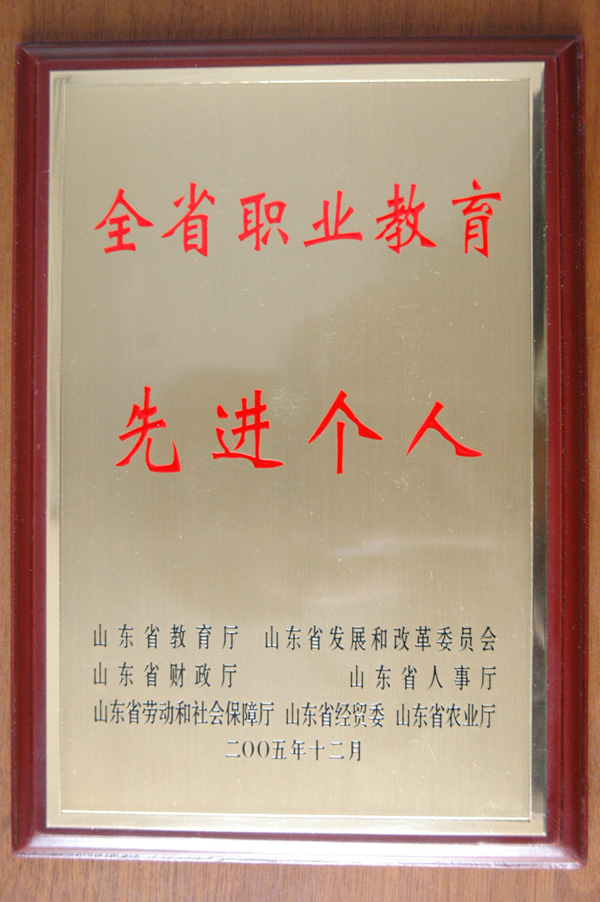 全省职业教育
先进个人
山东省教育厅 山东省发展和改革委员会
山东省财政厅 山东省人事厅
山东省劳动和社会保障厅 山东省经贸委 山东省农业厅
二〇〇五年十二月